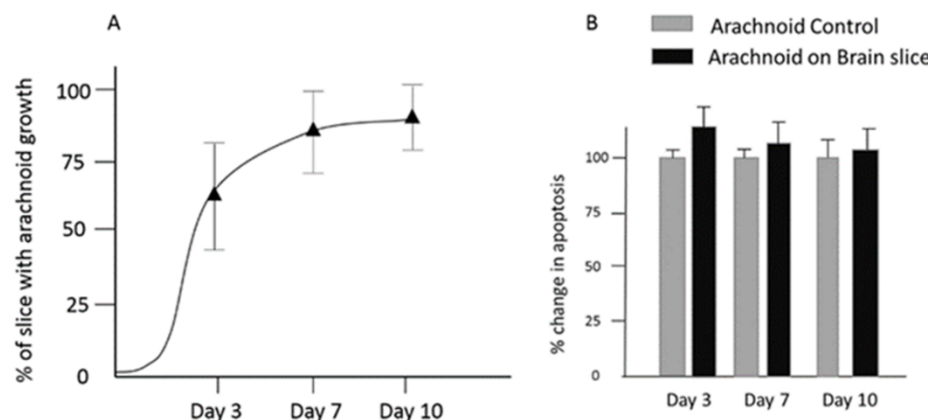 A
% of slice with arachnoid growth
100
75
50
25
0
Day 3
Day 7
Day 10
B
Arachnoid Control
Arachnoid on Brain slice
% change in apoptosis
100
75
50
25
0
Day 3
Day 7
Day 10